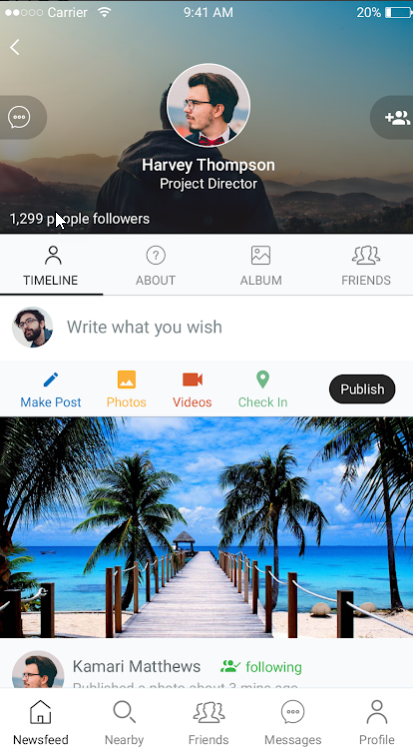 Carrier 9:41 AM 20%
Harvey Thompson
Project Director
1,299 people followers
TIMELINE ABOUT ALBUM FRIENDS
Write what you wish
Make Post Photos Videos Check In Publish
Kamari Matthews following
Published a photo about 3 mins ago
Newsfeed Nearby Friends Messages Profile